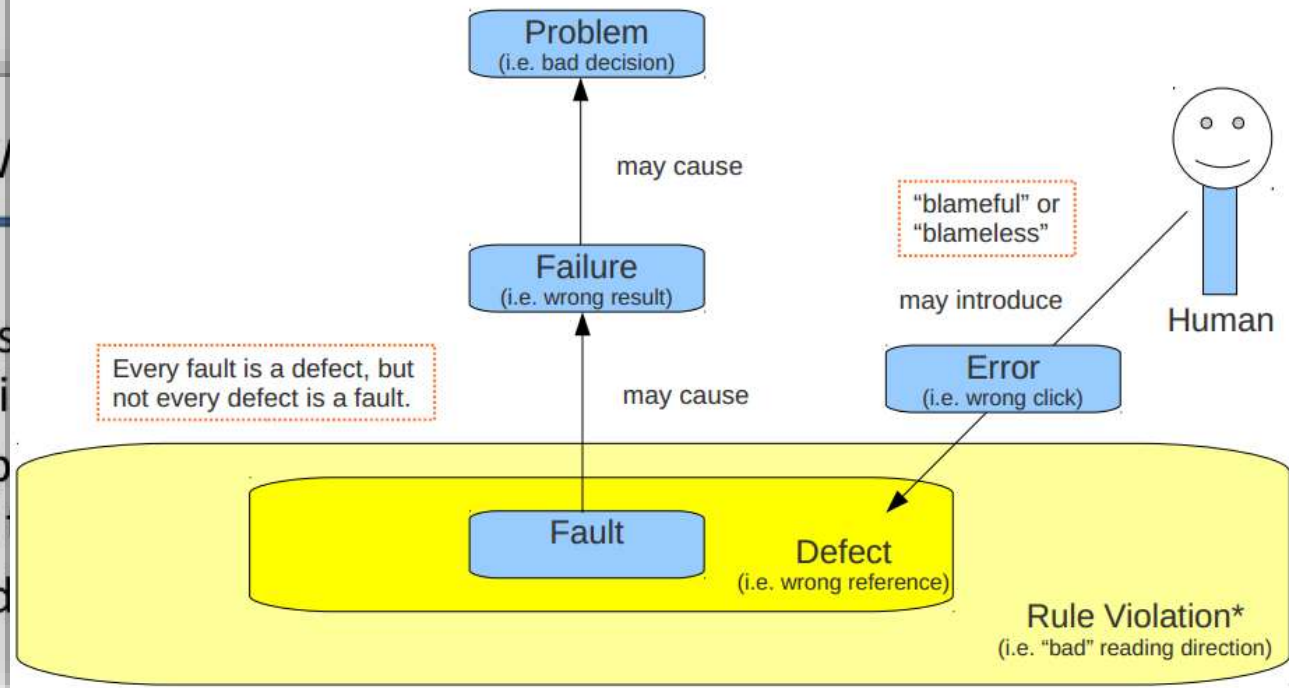 Problem
(i.e. bad decision)
may cause
"blameful" or
"blameless"
Failure
(i.e. wrong result)
may introduce
Human
Every fault is a defect, but
not every defect is a fault.
may cause
Error
(i.e. wrong click)
Fault
Defect
(i.e. wrong reference)
Rule Violation*
(i.e. "bad" reading direction)